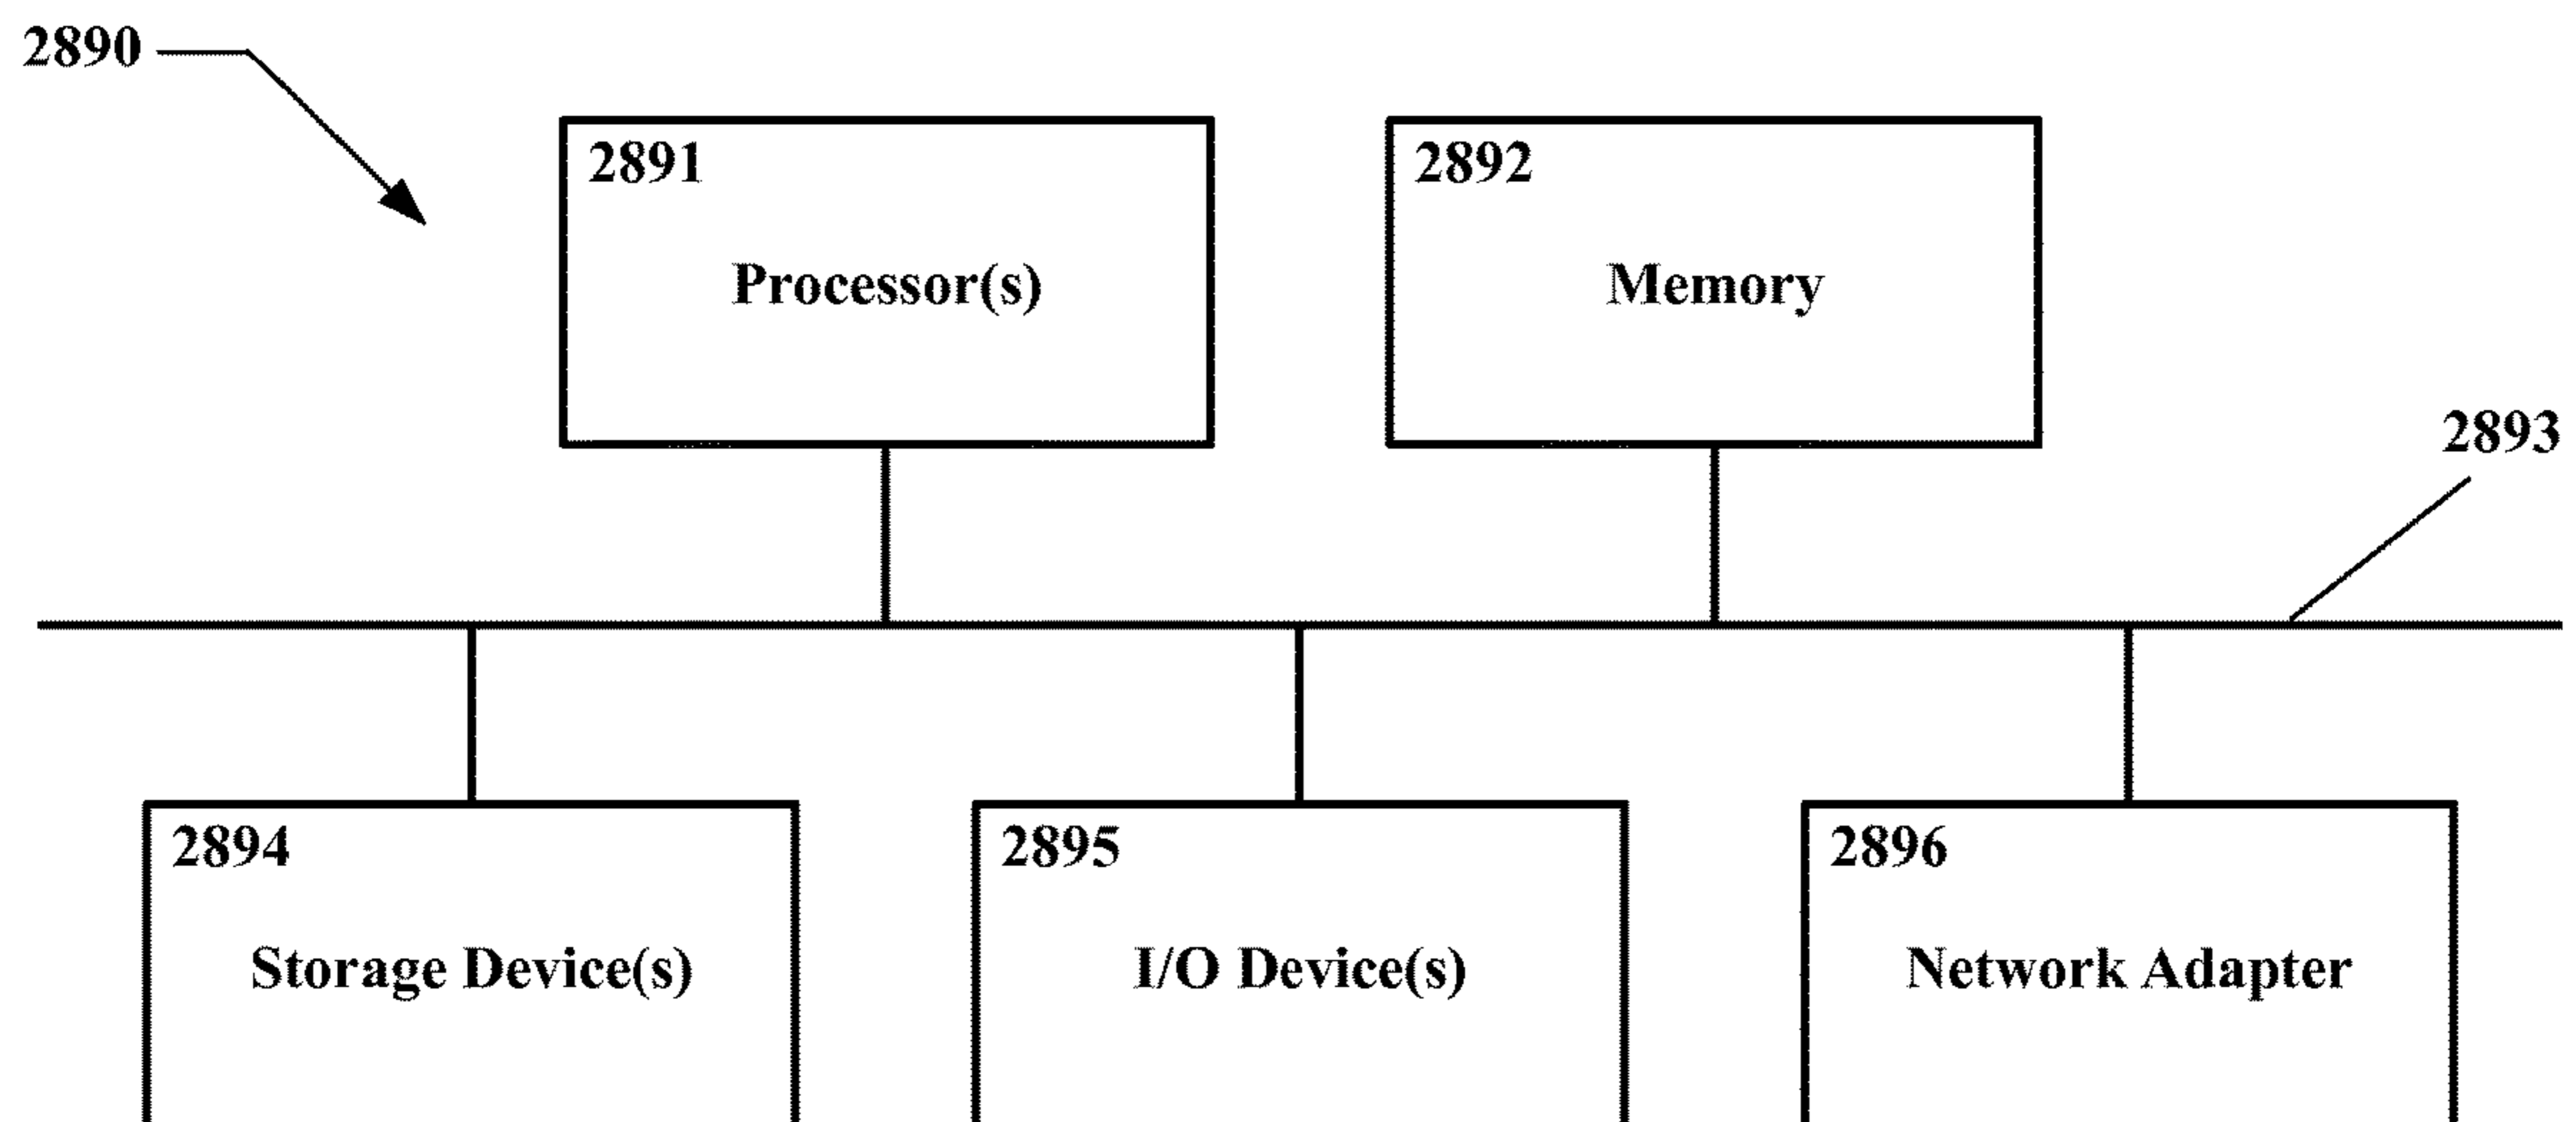 2890
2891
2892
Processor(s)
Memory
2893
2894
2895
2896
Storage Device(s)
I/O Device(s)
Network Adapter